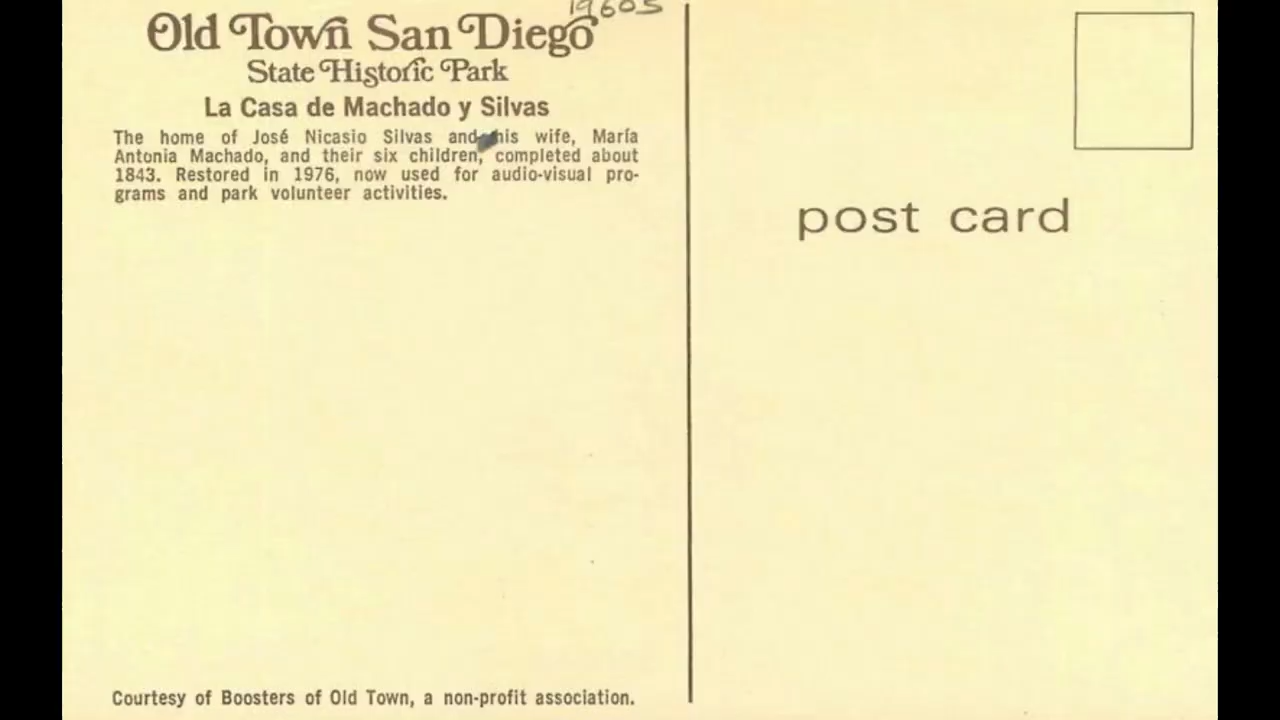 1960s
Old Town San Diego
State Historic Park
La Casa de Machado y Silvas
The home of José Nicasio Silvas and his wife, María
Antonia Machado, and their six children, completed about
1843. Restored in 1976, now used for audio-visual pro-
grams and park volunteer activities.
post card
Courtesy of Boosters of Old Town, a non-profit association.